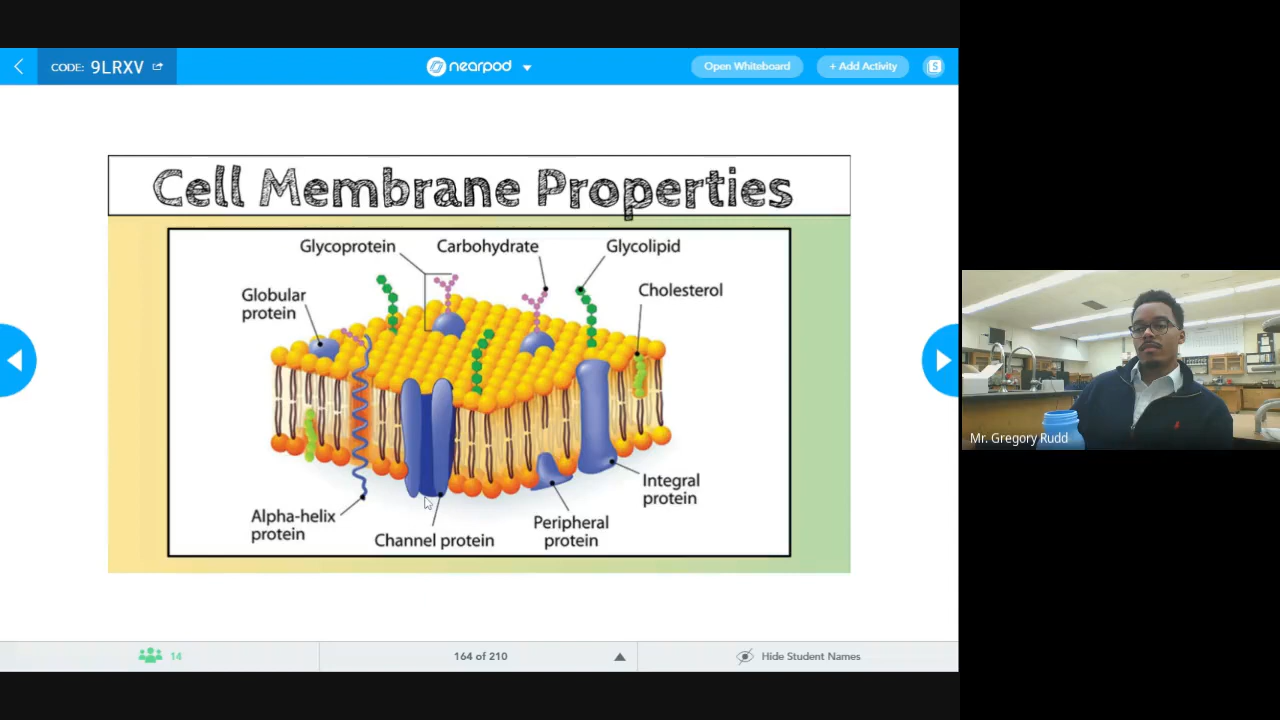 CODE: 9LRXV
nearpod
Open Whiteboard
+ Add Activity
S
Cell Membrane Properties
Glycoprotein
Carbohydrate
Glycolipid
Globular
protein
Cholesterol
Integral
protein
Alpha-helix
protein
Channel protein
Peripheral
protein
Mr. Gregory Rudd
14
164 of 210
Hide Student Names